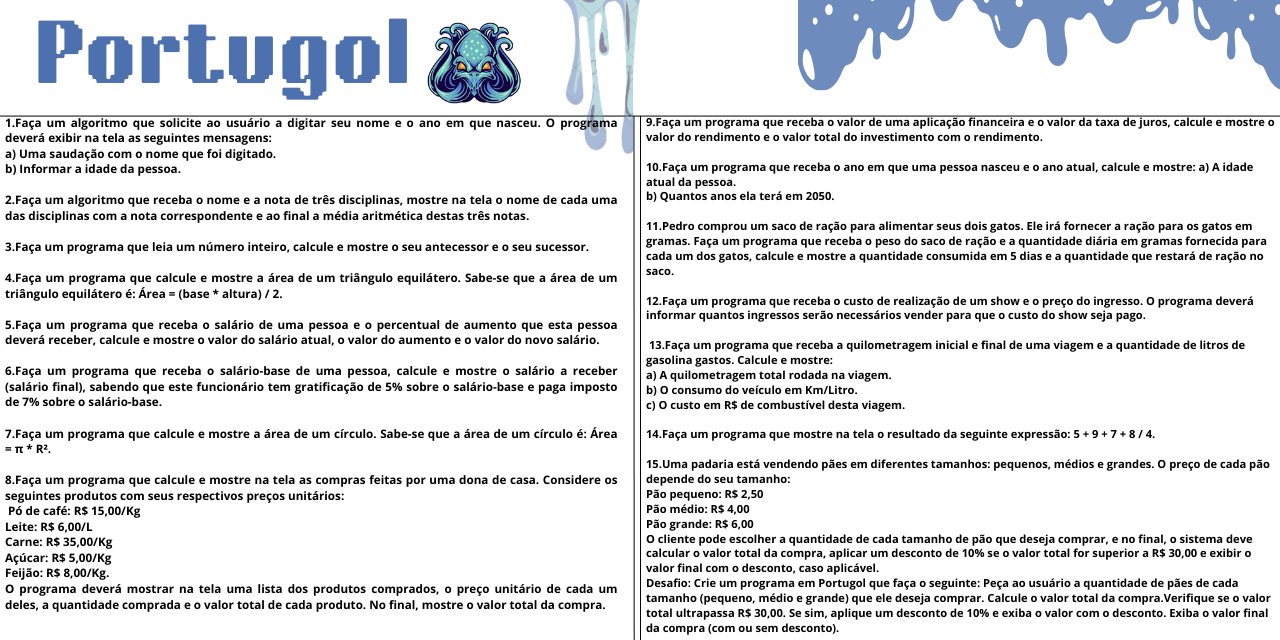 Portugol
1.Faça um algoritmo que solicite ao usuário a digitar seu nome e o ano em que nasceu. O programa
deverá exibir na tela as seguintes mensagens:
a) Uma saudação com o nome que foi digitado.
b) Informar a idade da pessoa.
2.Faça um algoritmo que receba o nome e a nota de três disciplinas, mostre na tela o nome de cada uma
das disciplinas com a nota correspondente e ao final a média aritmética destas três notas.
3.Faça um programa que leia um número inteiro, calcule e mostre o seu antecessor e o seu sucessor.
4.Faça um programa que calcule e mostre a área de um triângulo equilátero. Sabe-se que a área de um
triângulo equilátero é: Área = (base * altura) / 2.
5.Faça um programa que receba o salário de uma pessoa e o percentual de aumento que esta pessoa
deverá receber, calcule e mostre o valor do salário atual, o valor do aumento e o valor do novo salário.
6.Faça um programa que receba o salário-base de uma pessoa, calcule e mostre o salário a receber
(salário final), sabendo que este funcionário tem gratificação de 5% sobre o salário-base e paga imposto
de 7% sobre o salário-base.
7.Faça um programa que calcule e mostre a área de um círculo. Sabe-se que a área de um círculo é: Área
= π * R².
8.Faça um programa que calcule e mostre na tela as compras feitas por uma dona de casa. Considere os
seguintes produtos com seus respectivos preços unitários:
Pó de café: R$ 15,00/Kg
Leite: R$ 6,00/L
Carne: R$ 35,00/Kg
Açúcar: R$ 5,00/Kg
Feijão: R$ 8,00/Kg.
O programa deverá mostrar na tela uma lista dos produtos comprados, o preço unitário de cada um
deles, a quantidade comprada e o valor total de cada produto. No final, mostre o valor total da compra.
9.Faça um programa que receba o valor de uma aplicação financeira e o valor da taxa de juros, calcule e mostre o
valor do rendimento e o valor total do investimento com o rendimento.
10.Faça um programa que receba o ano em que uma pessoa nasceu e o ano atual, calcule e mostre: a) A idade
atual da pessoa.
b) Quantos anos ela terá em 2050.
11.Pedro comprou um saco de ração para alimentar seus dois gatos. Ele irá fornecer a ração para os gatos em
gramas. Faça um programa que receba o peso do saco de ração e a quantidade diária em gramas fornecida para
cada um dos gatos, calcule e mostre a quantidade consumida em 5 dias e a quantidade que restará de ração no
saco.
12.Faça um programa que receba o custo de realização de um show e o preço do ingresso. O programa deverá
informar quantos ingressos serão necessários vender para que o custo do show seja pago.
13.Faça um programa que receba a quilometragem inicial e final de uma viagem e a quantidade de litros de
gasolina gastos. Calcule e mostre:
a) A quilometragem total rodada na viagem.
b) O consumo do veículo em Km/Litro.
c) O custo em R$ de combustível desta viagem.
14.Faça um programa que mostre na tela o resultado da seguinte expressão: 5 + 9 + 7 + 8 / 4.
15.Uma padaria está vendendo pães em diferentes tamanhos: pequenos, médios e grandes. O preço de cada pão
depende do seu tamanho:
Pão pequeno: R$ 2,50
Pão médio: R$ 4,00
Pão grande: R$ 6,00
O cliente pode escolher a quantidade de cada tamanho de pão que deseja comprar, e no final, o sistema deve
calcular o valor total da compra, aplicar um desconto de 10% se o valor total for superior a R$ 30,00 e exibir o
valor final com o desconto, caso aplicável.
Desafio: Crie um programa em Portugol que faça o seguinte: Peça ao usuário a quantidade de pães de cada
tamanho (pequeno, médio e grande) que ele deseja comprar. Calcule o valor total da compra.Verifique se o valor
total ultrapassa R$ 30,00. Se sim, aplique um desconto de 10% e exiba o valor com o desconto. Exiba o valor final
da compra (com ou sem desconto).